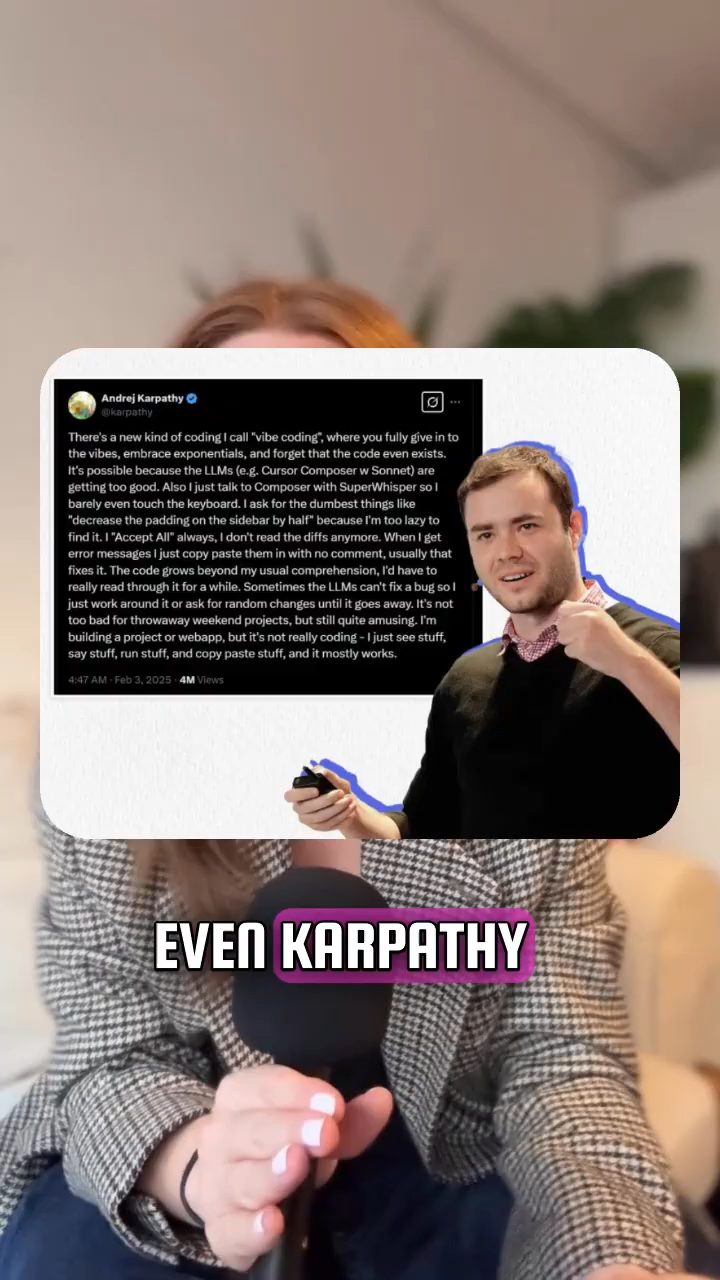 Andrej Karpathy
@karpathy
There's a new kind of coding I call "vibe coding", where you fully give in to
the vibes, embrace exponentials, and forget that the code even exists.
It's possible because the LLMs (e.g. Cursor Composer w Sonnet) are
getting too good. Also I just talk to Composer with SuperWhisper so I
barely even touch the keyboard. I ask for the dumbest things like
"decrease the padding on the sidebar by half" because I'm too lazy to
find it. I "Accept All" always, I don't read the diffs anymore. When I get
error messages I just copy paste them in with no comment, usually that
fixes it. The code grows beyond my usual comprehension, I'd have to
really read through it for a while. Sometimes the LLMs can't fix a bug so I
just work around it or ask for random changes until it goes away. It's not
too bad for throwaway weekend projects, but still quite amusing. I'm
building a project or webapp, but it's not really coding - I just see stuff,
say stuff, run stuff, and copy paste stuff, and it mostly works.
4:47 AM · Feb 3, 2025 · 4M Views
EVEN KARPATHY